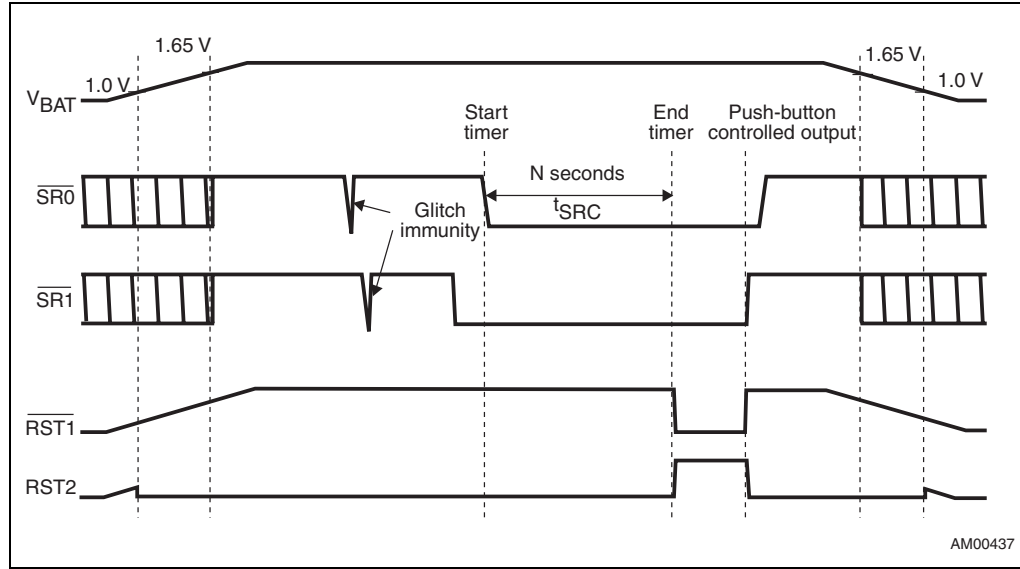 1.65 V
1.65 V
1.0 V
1.0 V
VBAT
Start timer
End timer
Push-button controlled output
SR0
N seconds
tSRC
Glitch immunity
SR1
RST1
RST2
AM00437